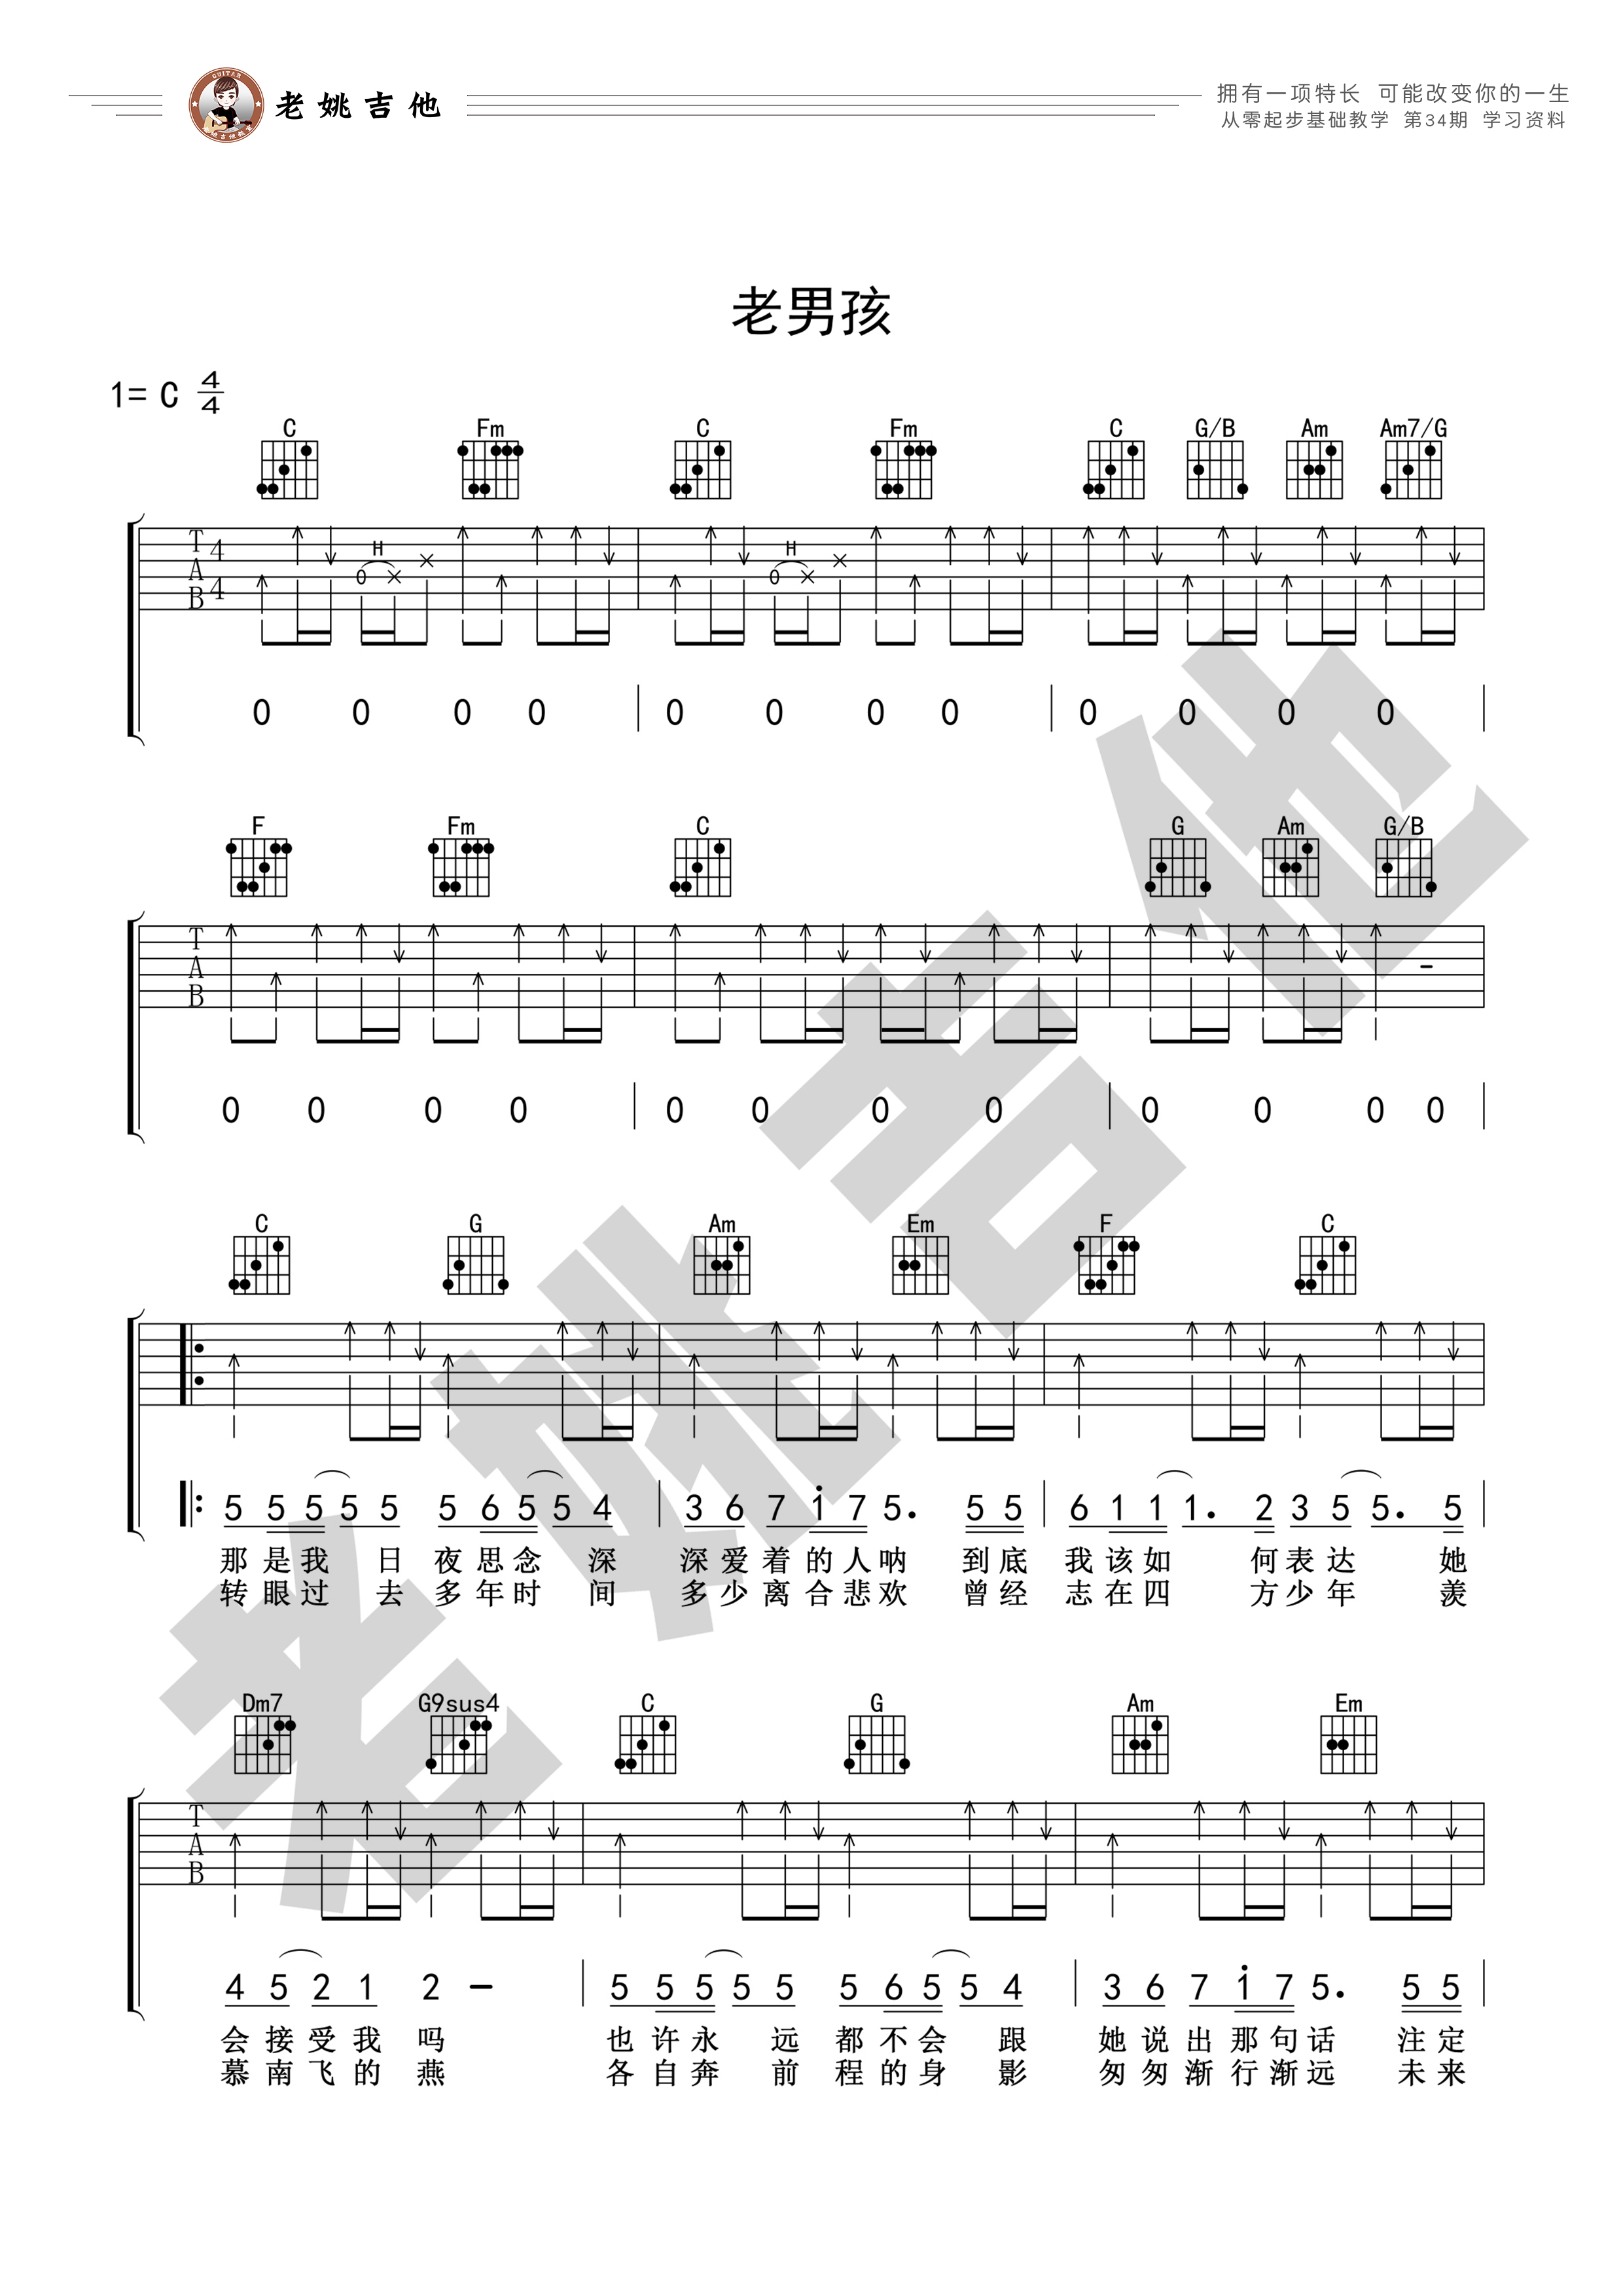 GUITAR
老姚吉他教室
老姚吉他
拥有一项特长 可能改变你的一生
从零起步基础教学 第34期 学习资料
老男孩
1= C 4/4
C Fm C Fm C G/B Am Am7/G
T A B 4/4
H H
0 0
0 0 0 0 | 0 0 0 0 | 0 0 0 0 |
F Fm C G Am G/B
T A B
-
0 0 0 0 | 0 0 0 0 | 0 0 0 0 |
C G Am Em F C
5 5 5 5 5 5 6 5 5 4 | 3 6 7 i 7 5. 5 5 | 6 1 1 1. 2 3 5 5. 5 |
那是我 日 夜思念 深 深爱着的人呐 到底 我该如 何表达 她
转眼过 去 多年时 间 多少离合悲欢 曾经 志在四 方少年 羡
Dm7 G9sus4 C G Am Em
T A B
4 5 2 1 2 - | 5 5 5 5 5 5 6 5 5 4 | 3 6 7 i 7 5. 5 5 |
会接受我 吗 也许永 远 都不会 跟 她说出那句话 注定
慕南飞的 燕 各自奔 前 程的身 影 匆匆渐行渐远 未来
老姚吉他